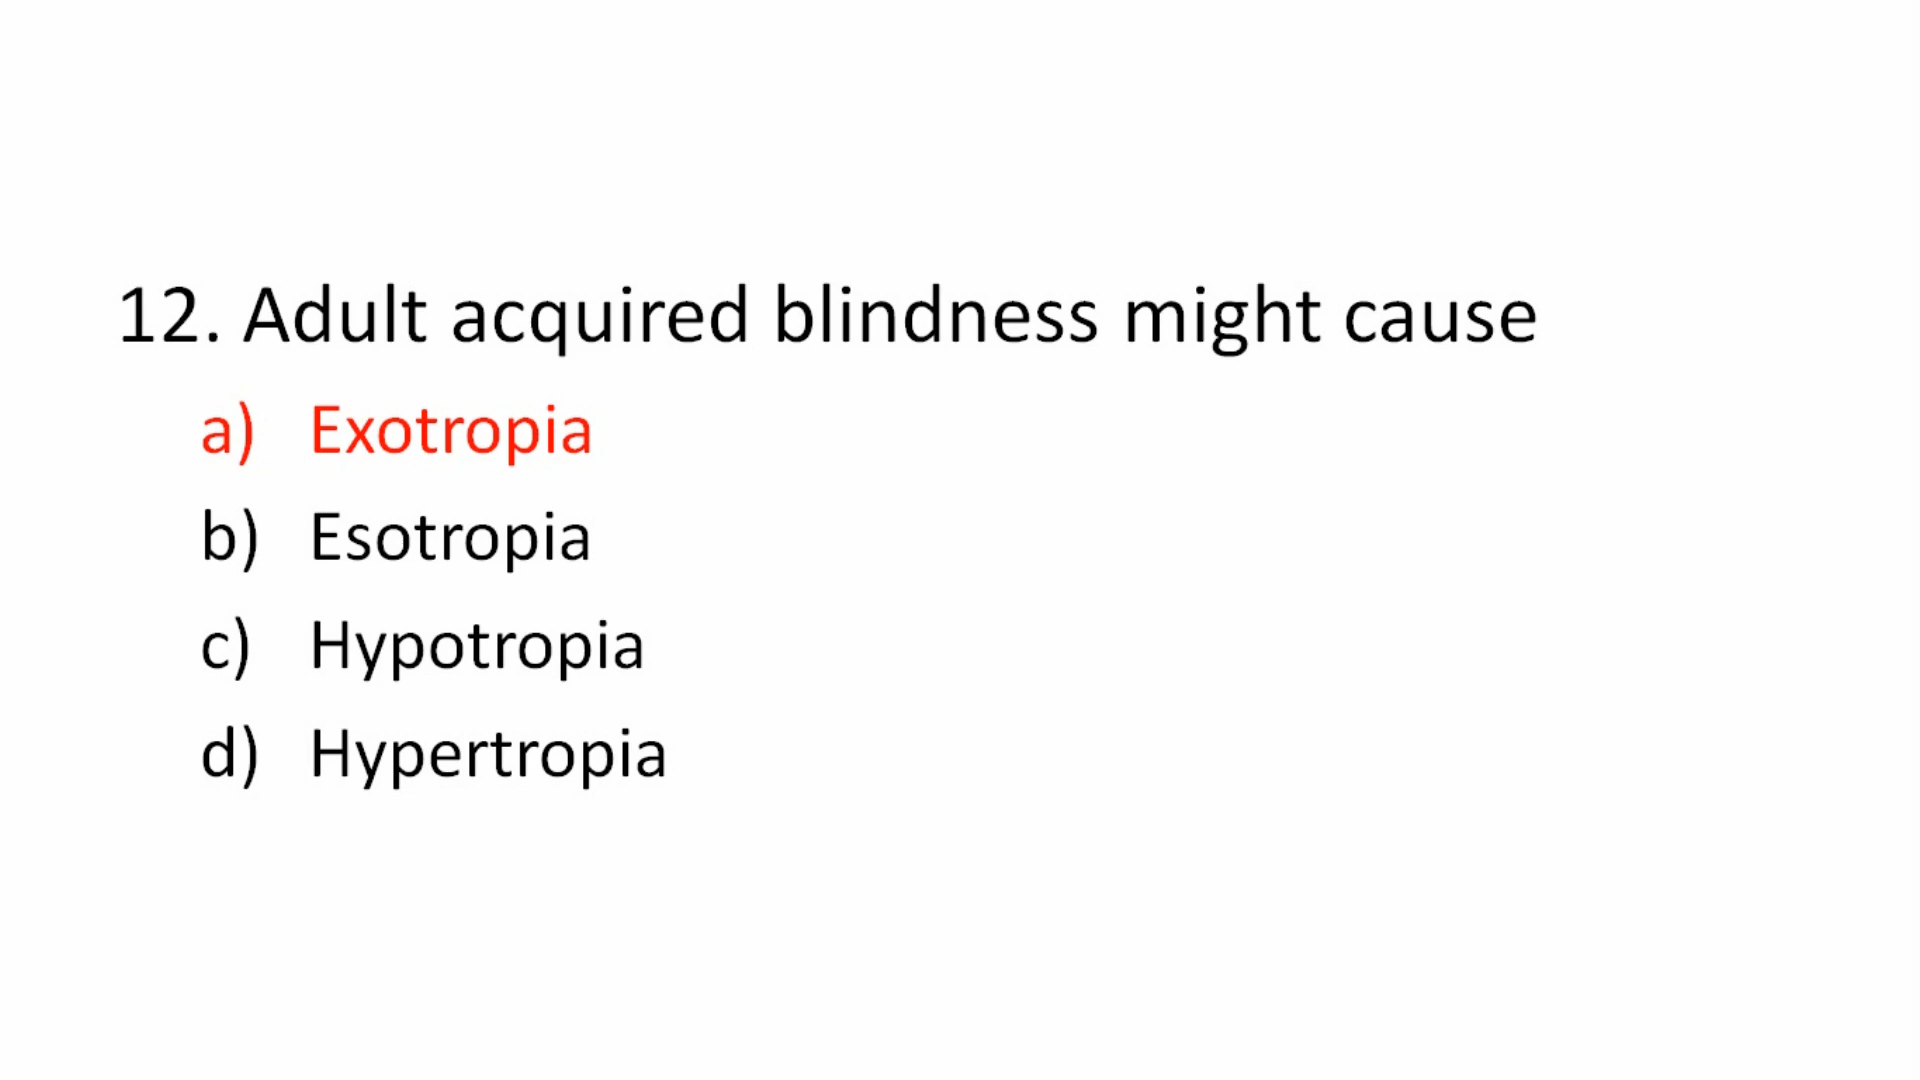 12. Adult acquired blindness might cause
a) Exotropia
b) Esotropia
c) Hypotropia
d) Hypertropia